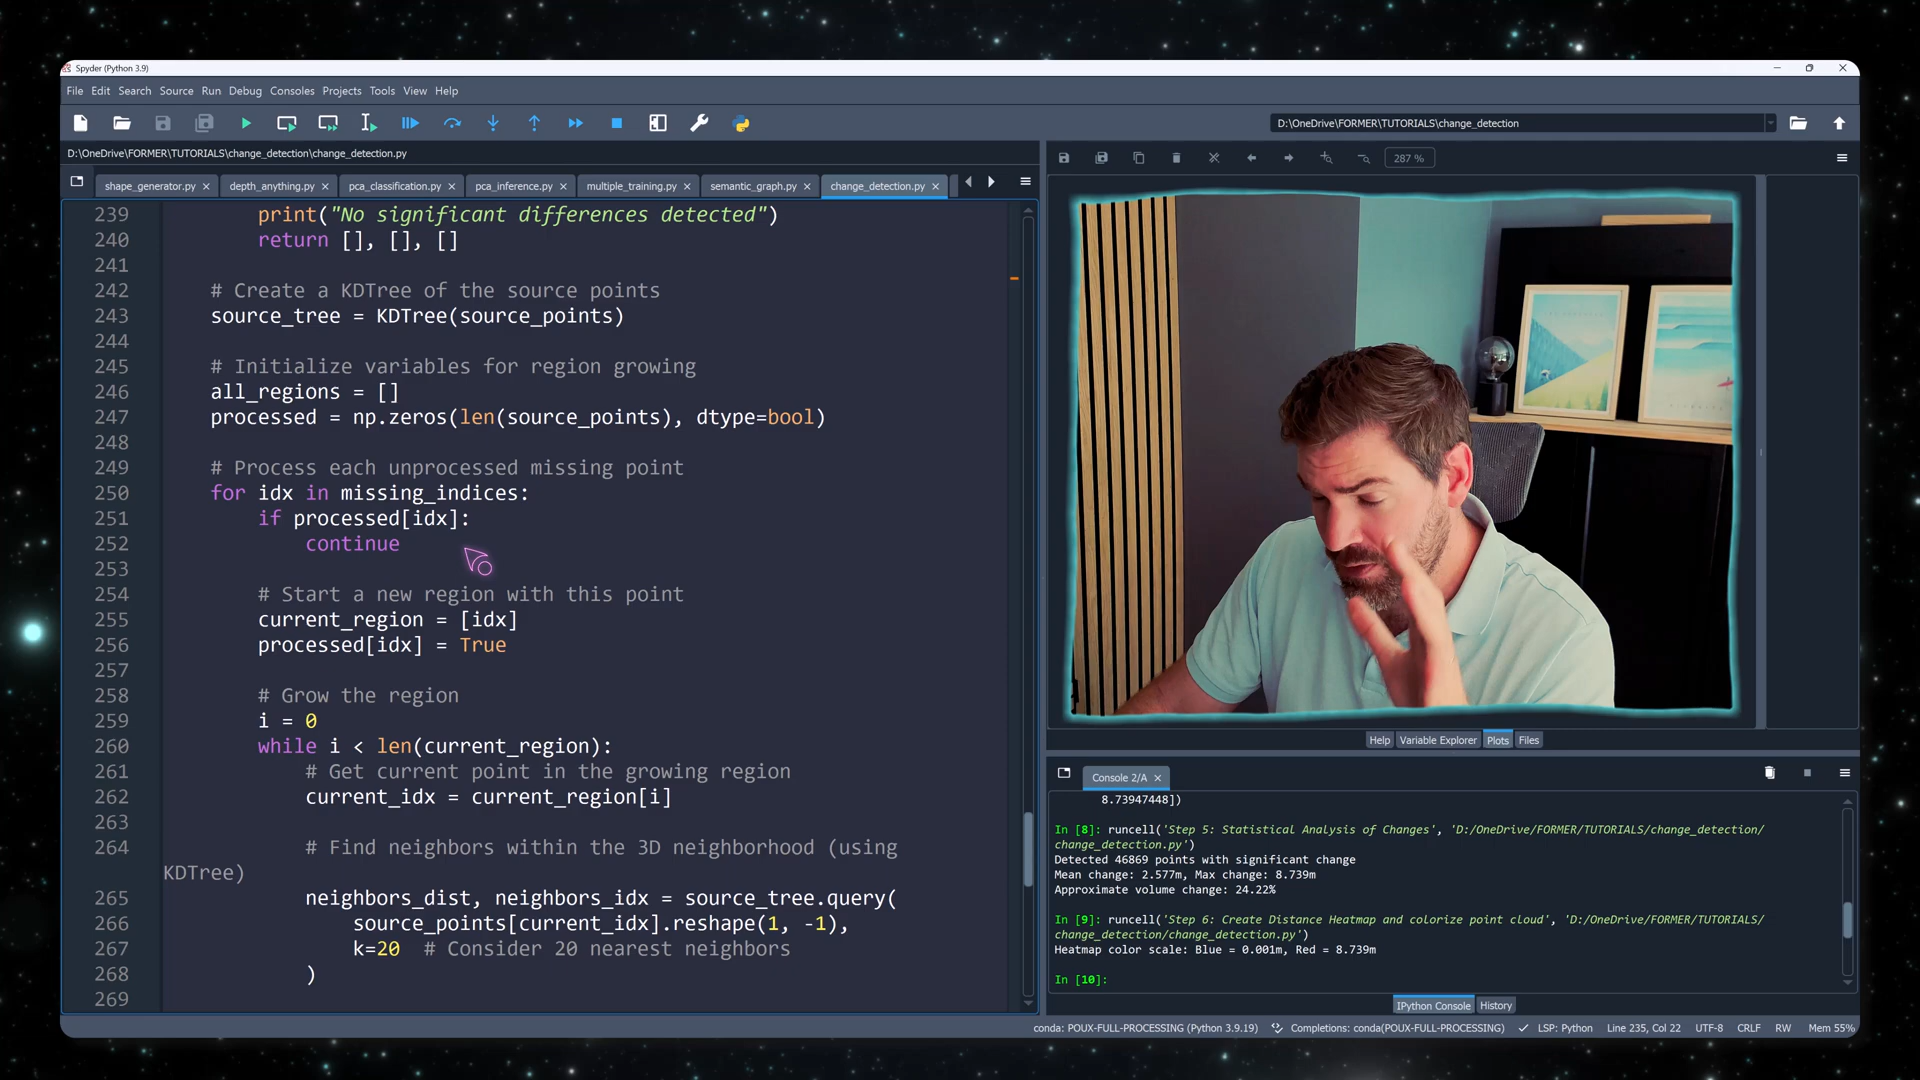 Spyder (Python 3.9)
File Edit Search Source Run Debug Consoles Projects Tools View Help
D:\OneDrive\FORMER\TUTORIALS\change_detection
D:\OneDrive\FORMER\TUTORIALS\change_detection\change_detection.py
shape_generator.py depth_anything.py pca_classification.py pca_inference.py multiple_training.py semantic_graph.py change_detection.py
287 %
239 print("No significant differences detected")
240 return [], [], []
241
242 # Create a KDTree of the source points
243 source_tree = KDTree(source_points)
244
245 # Initialize variables for region growing
246 all_regions = []
247 processed = np.zeros(len(source_points), dtype=bool)
248
249 # Process each unprocessed missing point
250 for idx in missing_indices:
251 if processed[idx]:
252 continue
253
254 # Start a new region with this point
255 current_region = [idx]
256 processed[idx] = True
257
258 # Grow the region
259 i = 0
260 while i < len(current_region):
261 # Get current point in the growing region
262 current_idx = current_region[i]
263
264 # Find neighbors within the 3D neighborhood (using
KDTree)
265 neighbors_dist, neighbors_idx = source_tree.query(
266 source_points[current_idx].reshape(1, -1),
267 k=20 # Consider 20 nearest neighbors
268 )
269
Help Variable Explorer Plots Files
Console 2/A
8.73947448])
In [8]: runcell('Step 5: Statistical Analysis of Changes', 'D:/OneDrive/FORMER/TUTORIALS/change_detection/
change_detection.py')
Detected 46869 points with significant change
Mean change: 2.577m, Max change: 8.739m
Approximate volume change: 24.22%
In [9]: runcell('Step 6: Create Distance Heatmap and colorize point cloud', 'D:/OneDrive/FORMER/TUTORIALS/
change_detection/change_detection.py')
Heatmap color scale: Blue = 0.001m, Red = 8.739m
In [10]:
IPython Console History
conda: POUX-FULL-PROCESSING (Python 3.9.19) Completions: conda(POUX-FULL-PROCESSING) LSP: Python Line 235, Col 22 UTF-8 CRLF RW Mem 55%